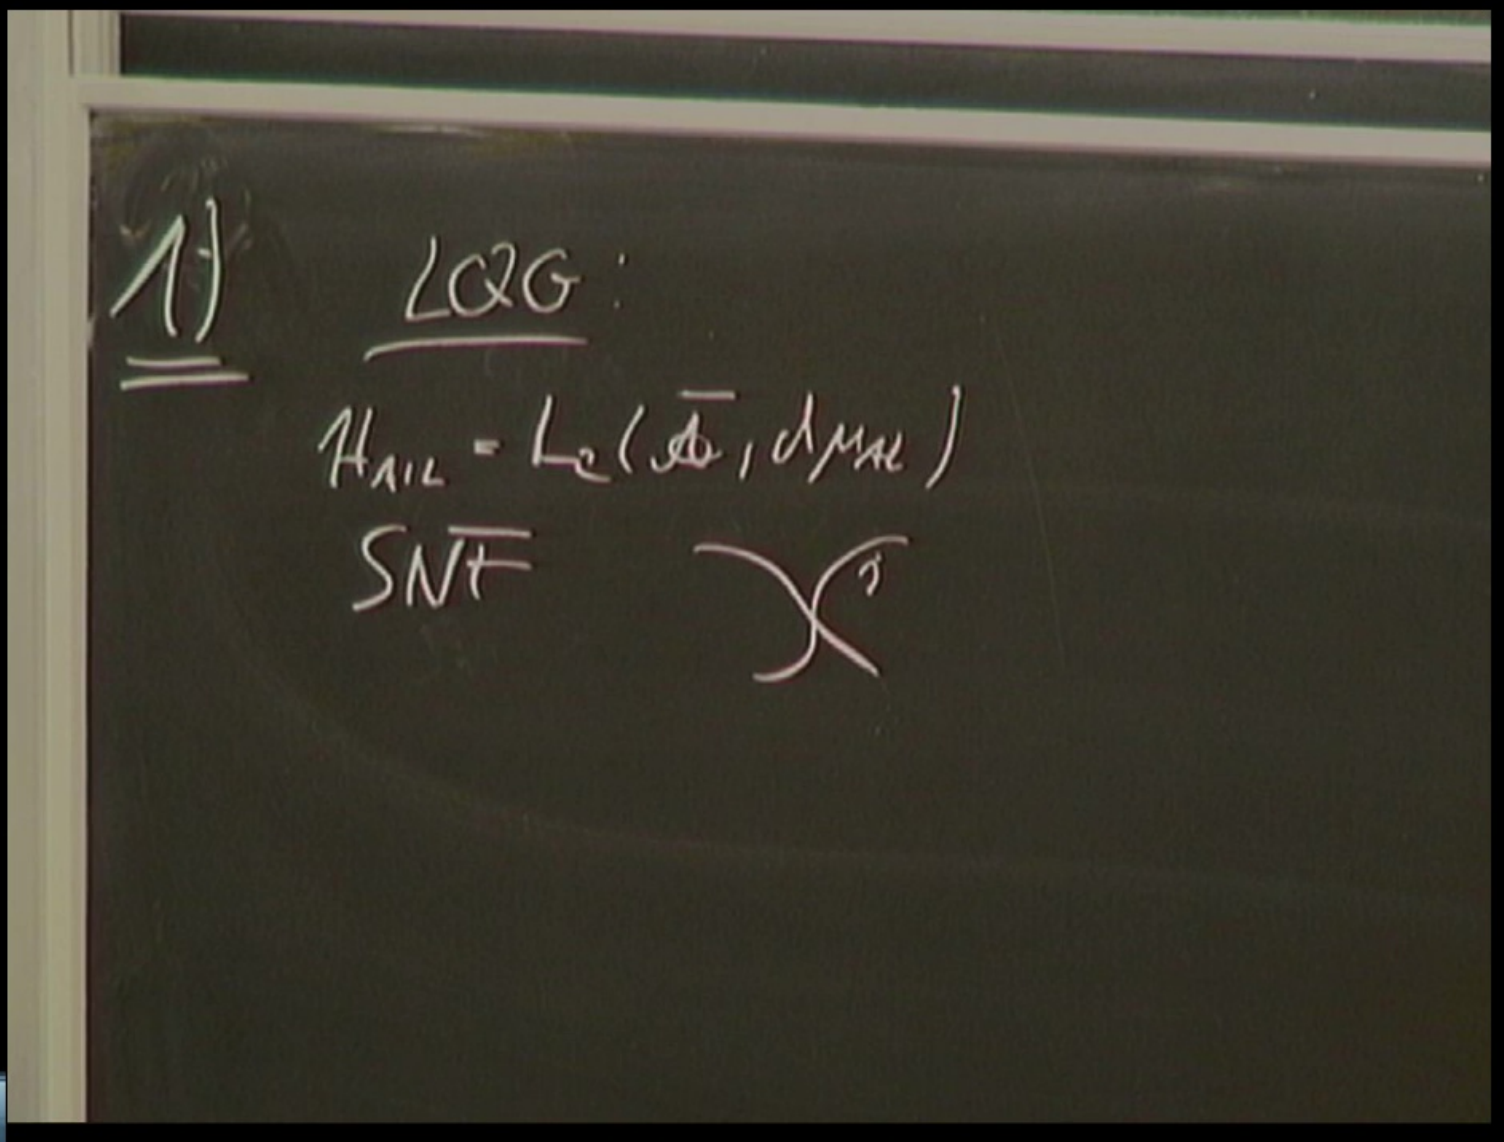 1) LQG:
H_AIL = L₂(𝒜̅, dμ_AL)
SNF j